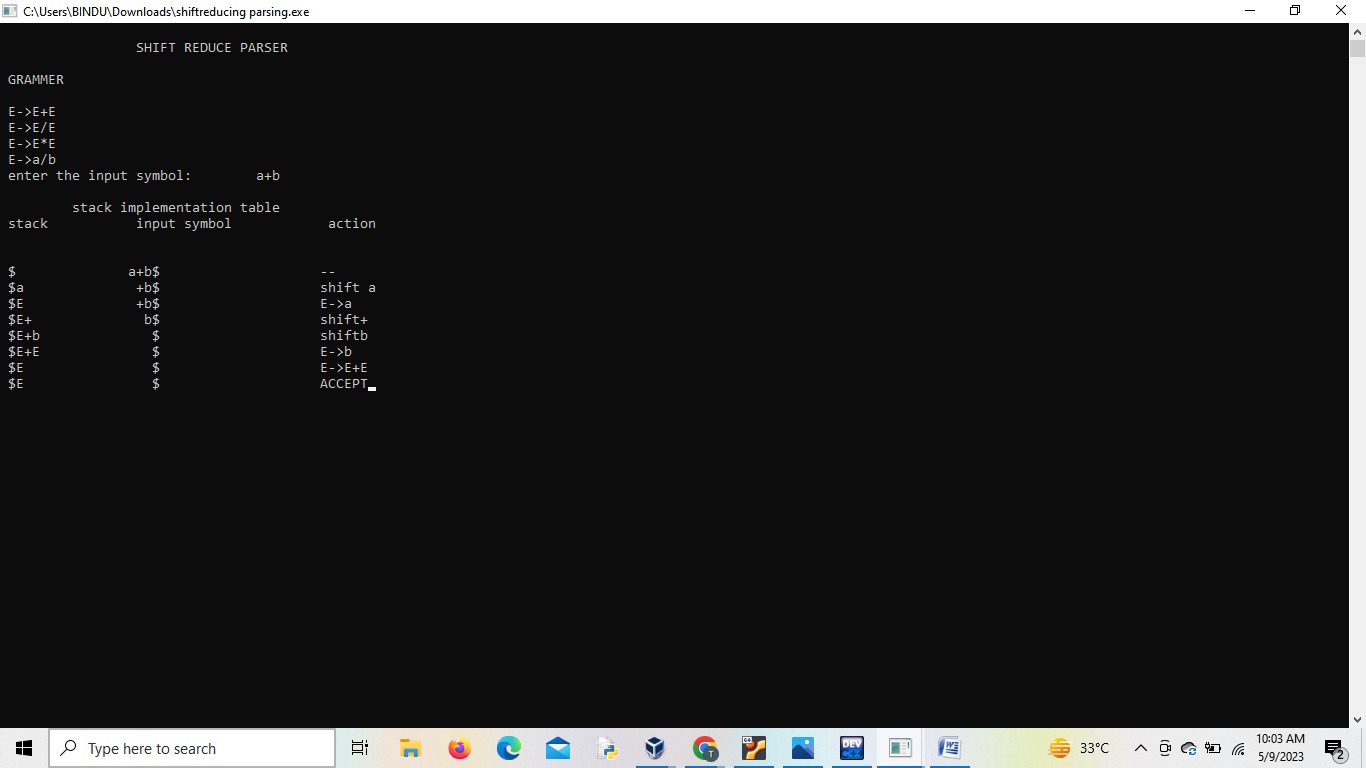 C:\Users\BINDU\Downloads\shiftreducing parsing.exe
SHIFT REDUCE PARSER
GRAMMER
E->E+E
E->E/E
E->E*E
E->a/b
enter the input symbol: a+b
stack implementation table
stack input symbol action
$ a+b$ --
$a +b$ shift a
$E +b$ E->a
$E+ b$ shift+
$E+b $ shiftb
$E+E $ E->b
$E $ E->E+E
$E $ ACCEPT
Type here to search
64
T
DEV
W
33°C
10:03 AM
5/9/2023
2